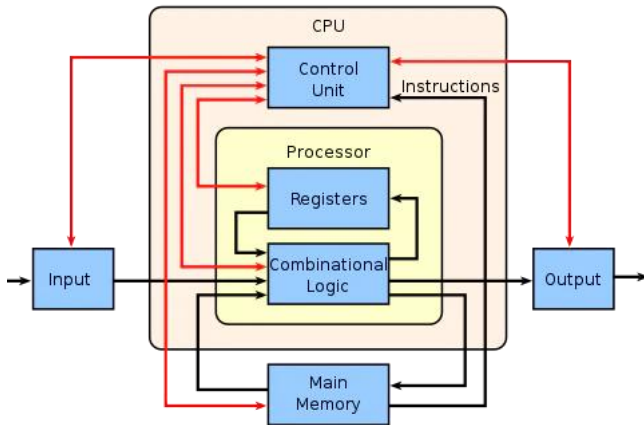 CPU
Control
Unit
Instructions
Processor
Registers
Input
Combinational
Logic
Output
Main
Memory